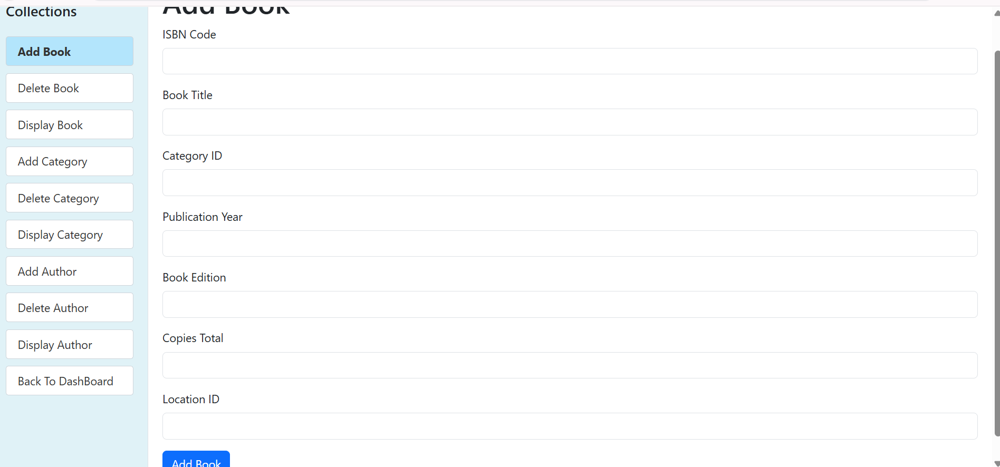 Collections
Add Book
Delete Book
Display Book
Add Category
Delete Category
Display Category
Add Author
Delete Author
Display Author
Back To DashBoard
Add Book
ISBN Code
Book Title
Category ID
Publication Year
Book Edition
Copies Total
Location ID
Add Book